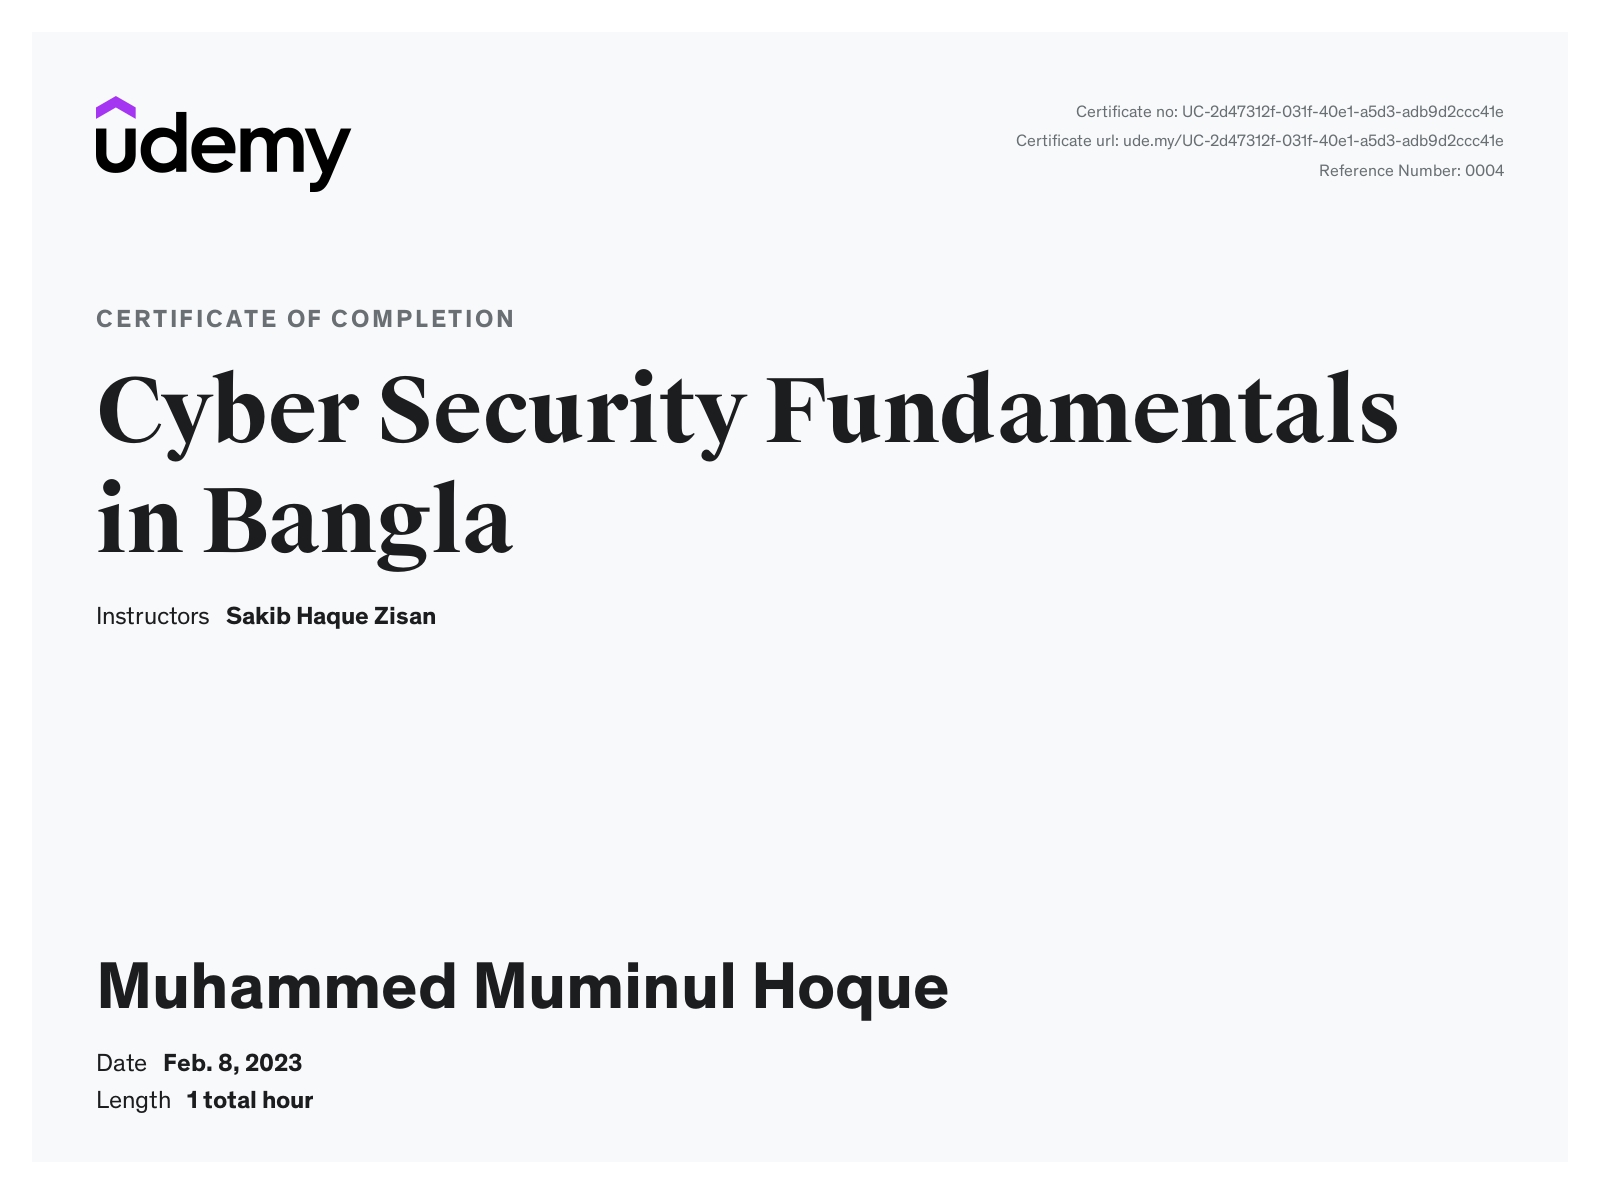 udemy
Certificate no: UC-2d47312f-031f-40e1-a5d3-adb9d2ccc41e
Certificate url: ude.my/UC-2d47312f-031f-40e1-a5d3-adb9d2ccc41e
Reference Number: 0004
CERTIFICATE OF COMPLETION
Cyber Security Fundamentals
in Bangla
Instructors Sakib Haque Zisan
Muhammed Muminul Hoque
Date Feb. 8, 2023
Length 1 total hour